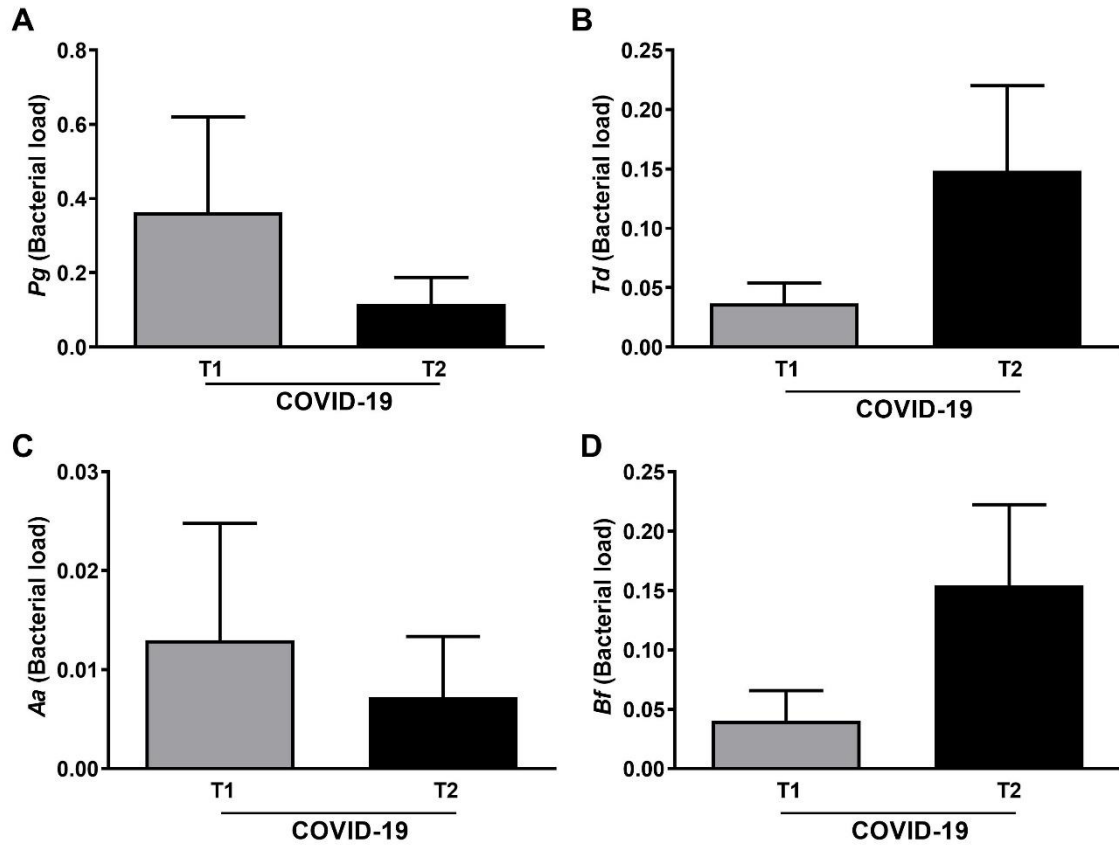 A
Pg (Bacterial load)
0.8
0.6
0.4
0.2
0.0
T1 T2
COVID-19
B
Td (Bacterial load)
0.25
0.20
0.15
0.10
0.05
0.00
T1 T2
COVID-19
C
Aa (Bacterial load)
0.03
0.02
0.01
0.00
T1 T2
COVID-19
D
Bf (Bacterial load)
0.25
0.20
0.15
0.10
0.05
0.00
T1 T2
COVID-19